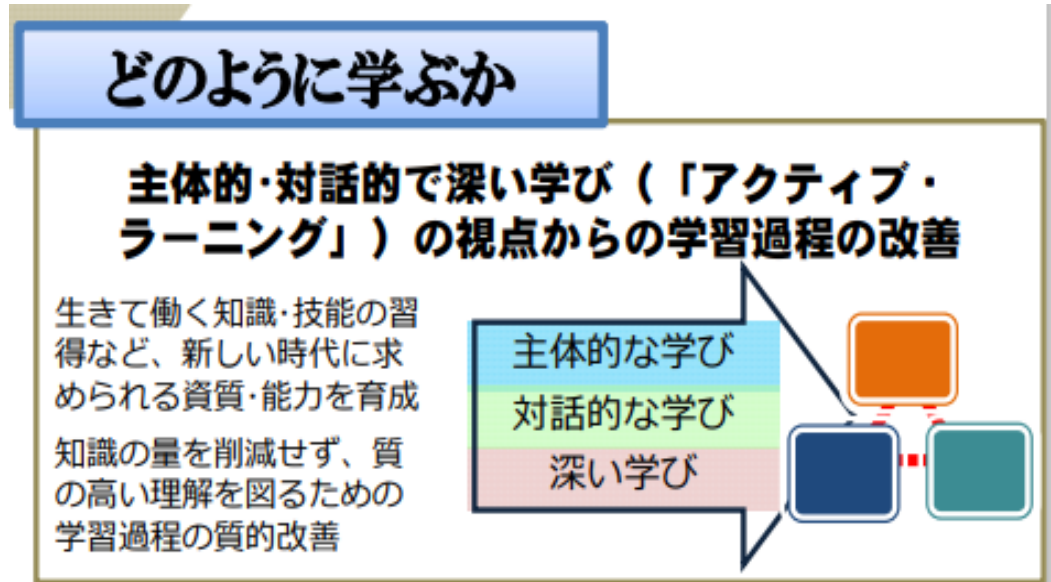 どのように学ぶか
主体的･対話的で深い学び（「アクティブ・
ラーニング」）の視点からの学習過程の改善
生きて働く知識･技能の習
得など、新しい時代に求
められる資質･能力を育成
知識の量を削減せず、質
の高い理解を図るための
学習過程の質的改善
主体的な学び
対話的な学び
深い学び